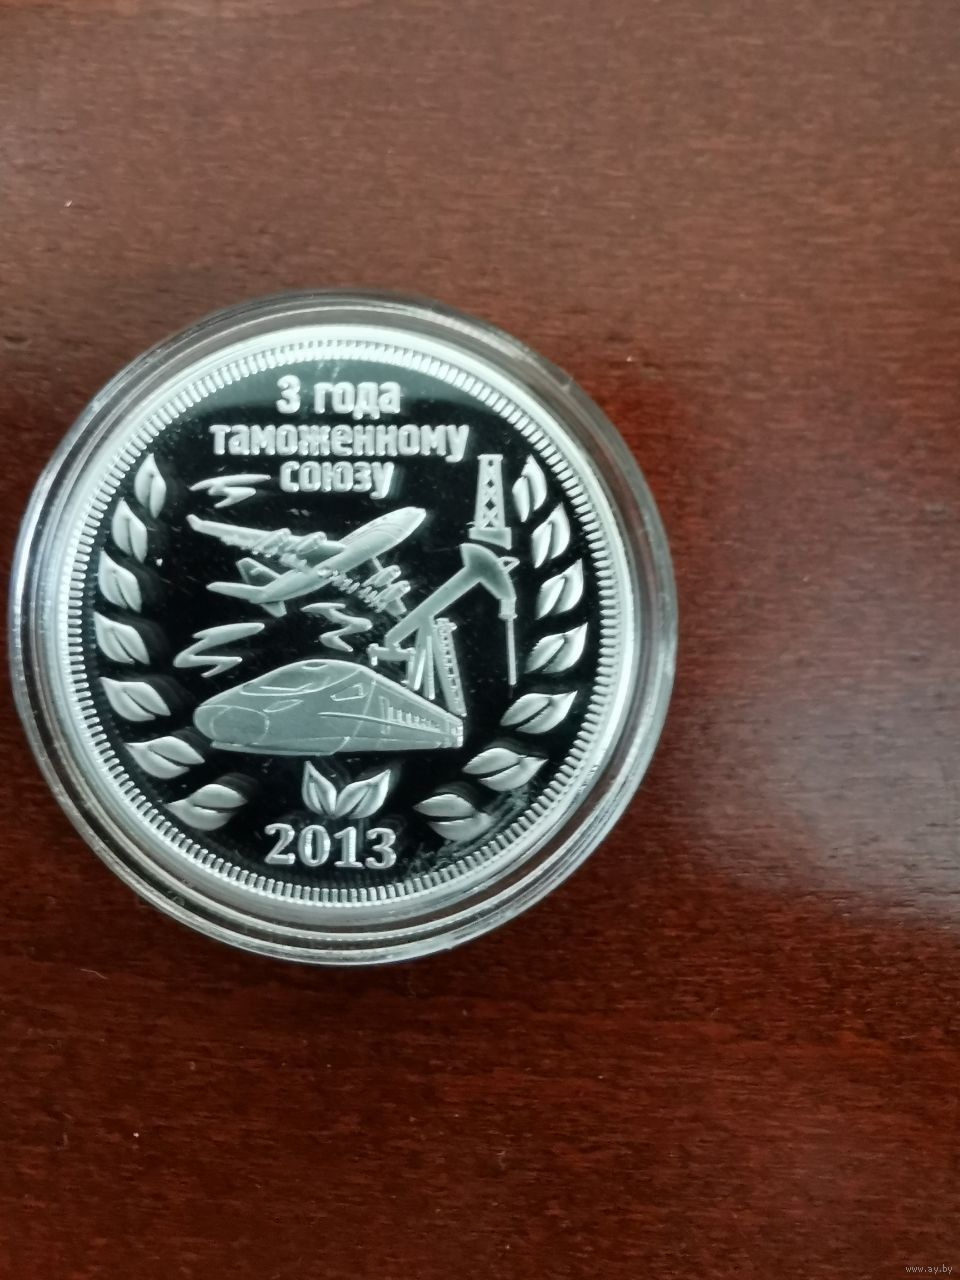 3 года
таможенному
союзу
2013
www.ay.by